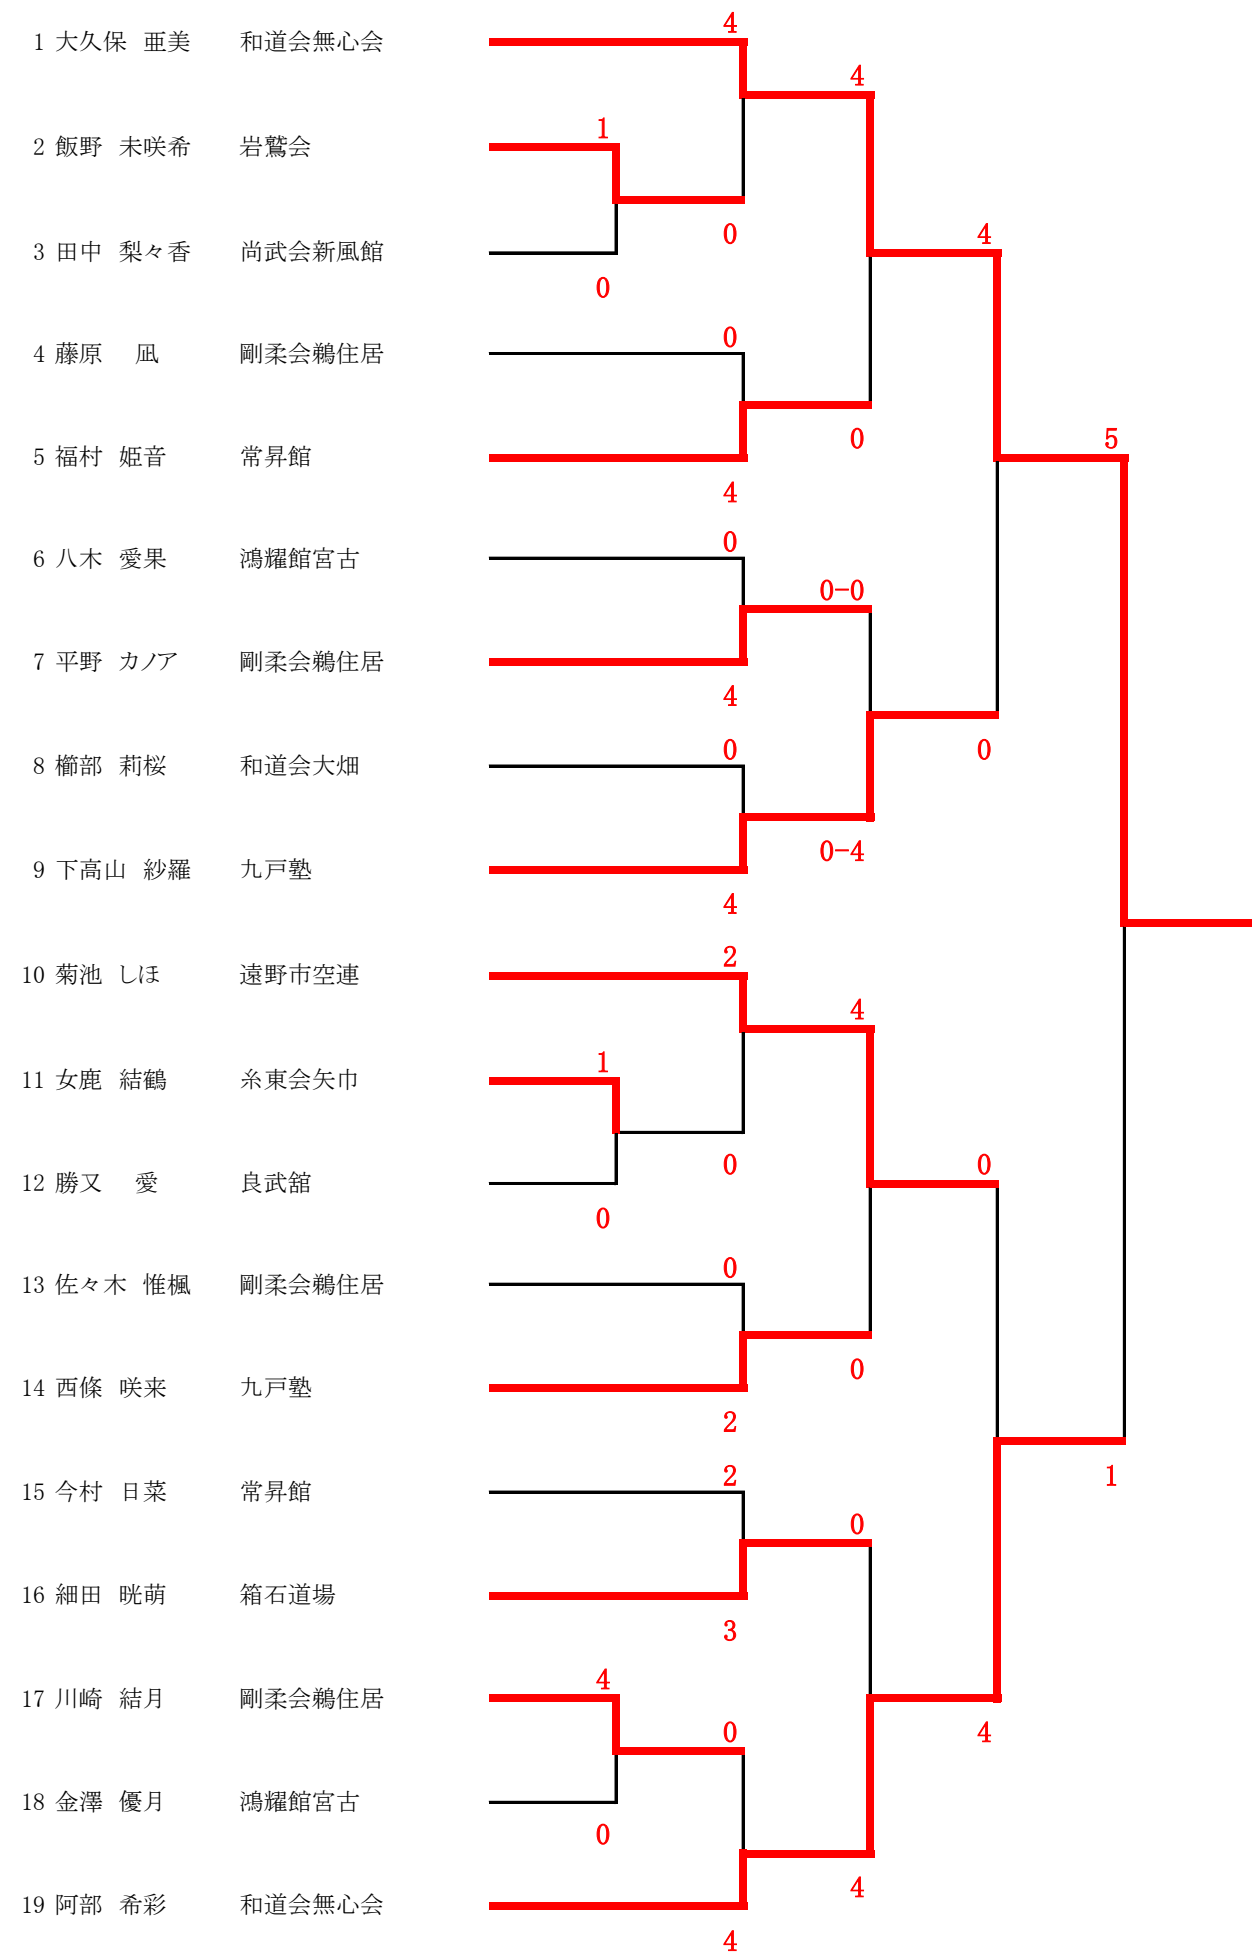 4
1 大久保 亜美 和道会無心会
4
1
2 飯野 未咲希 岩鷲会
0
4
3 田中 梨々香 尚武会新風館
0
0
4 藤原 凪 剛柔会鵜住居
0
5
5 福村 姫音 常昇館
4
0
6 八木 愛果 鴻耀館宮古
0-0
7 平野 カノア 剛柔会鵜住居
4
0
0
8 櫛部 莉桜 和道会大畑
0-4
9 下高山 紗羅 九戸塾
4
2
10 菊池 しほ 遠野市空連
4
1
11 女鹿 結鶴 糸東会矢巾
0
0
12 勝又 愛 良武舘
0
0
13 佐々木 惟楓 剛柔会鵜住居
0
14 西條 咲来 九戸塾
2
2
1
15 今村 日菜 常昇館
0
16 細田 晄萌 箱石道場
3
4
17 川崎 結月 剛柔会鵜住居
0
4
18 金澤 優月 鴻耀館宮古
0
4
19 阿部 希彩 和道会無心会
4